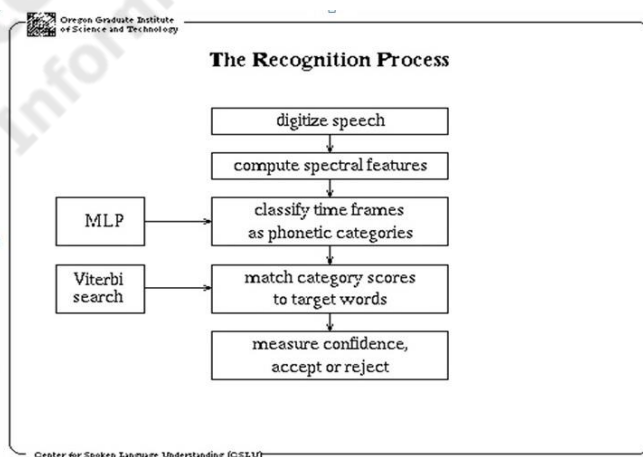 Oregon Graduate Institute
of Science and Technology
The Recognition Process
digitize speech
compute spectral features
MLP
classify time frames
as phonetic categories
Viterbi
search
match category scores
to target words
measure confidence,
accept or reject
Center for Spoken Language Understanding (CSLU)